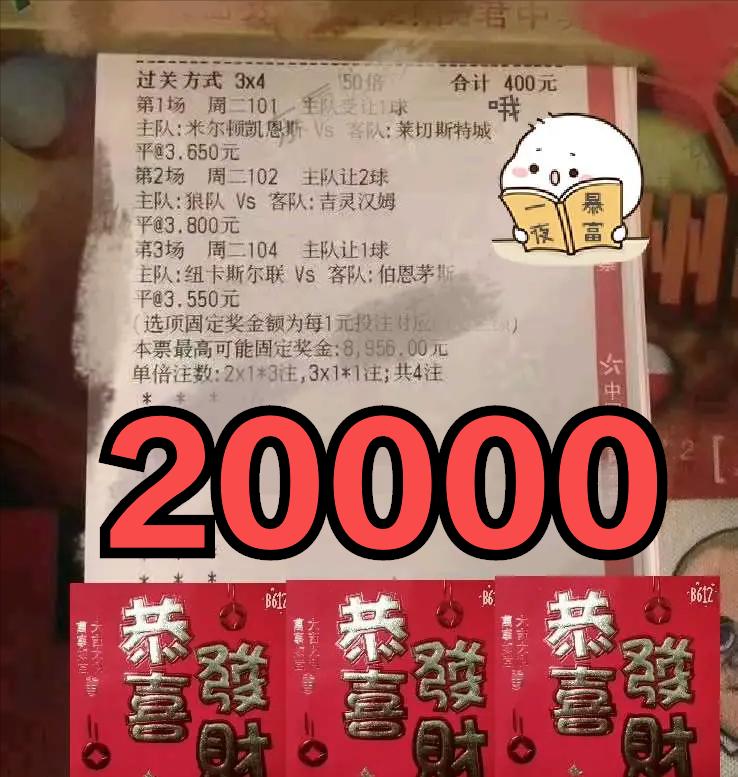 过关方式 3x4 50倍 合计 400元
第1场 周二101 主队受让1球
哦
主队:米尔顿凯恩斯 Vs 客队:莱切斯特城
平@3.650元
第2场 周二102 主队让2球
主队:狼队 Vs 客队:吉灵汉姆
一夜
暴富
平@3.800元
第3场 周二104 主队让1球
主队:纽卡斯尔联 Vs 客队:伯恩茅斯
平@3.550元
(选项固定奖金额为每1元投注对应
本票最高可能固定奖金:8,956.00元
单倍注数:2x1*3注,3x1*1注;共4注
* * *
20000
* * *
B612
恭喜
發財
B612
恭喜
發財
B612
恭喜
發財